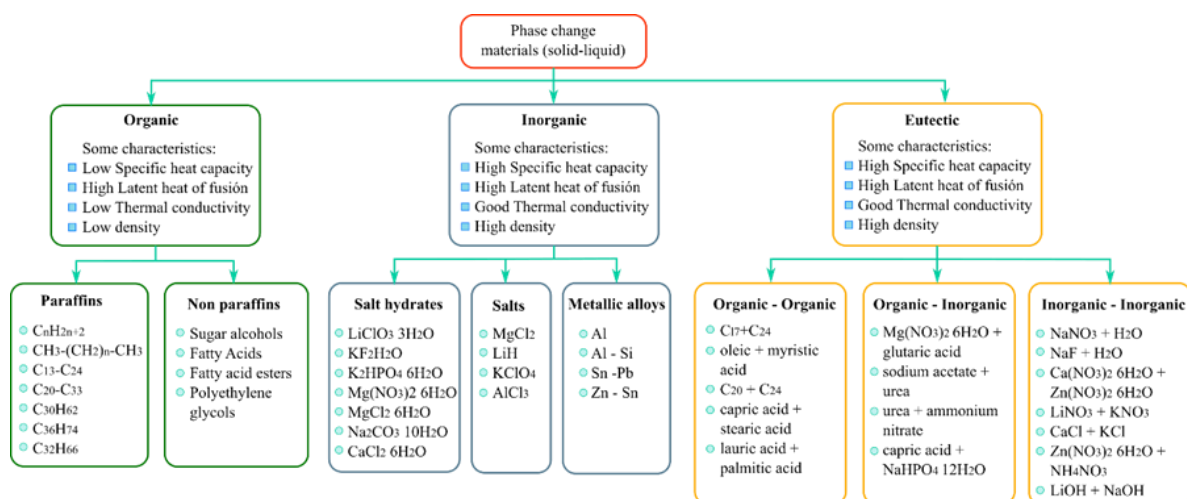 Phase change
materials (solid-liquid)
Organic
Some characteristics:
Low Specific heat capacity
High Latent heat of fusión
Low Thermal conductivity
Low density
Inorganic
Some characteristics:
High Specific heat capacity
High Latent heat of fusión
Good Thermal conductivity
High density
Eutectic
Some characteristics:
High Specific heat capacity
High Latent heat of fusión
Good Thermal conductivity
High density
Paraffins
CnH2n+2
CH3-(CH2)n-CH3
C13-C24
C20-C33
C30H62
C36H74
C32H66
Non paraffins
Sugar alcohols
Fatty Acids
Fatty acid esters
Polyethylene
glycols
Salt hydrates
LiClO3 3H2O
KF2H2O
K2HPO4 6H2O
Mg(NO3)2 6H2O
MgCl2 6H2O
Na2CO3 10H2O
CaCl2 6H2O
Salts
MgCl2
LiH
KClO4
AlCl3
Metallic alloys
Al
Al - Si
Sn -Pb
Zn - Sn
Organic - Organic
C17+C24
oleic + myristic
acid
C20 + C24
capric acid +
stearic acid
lauric acid +
palmitic acid
Organic - Inorganic
Mg(NO3)2 6H2O +
glutaric acid
sodium acetate +
urea
urea + ammonium
nitrate
capric acid +
NaHPO4 12H2O
Inorganic - Inorganic
NaNO3 + H2O
NaF + H2O
Ca(NO3)2 6H2O +
Zn(NO3)2 6H2O
LiNO3 + KNO3
CaCl + KCl
Zn(NO3)2 6H2O +
NH4NO3
LiOH + NaOH